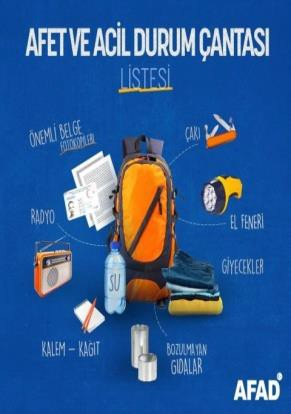 AFET VE ACİL DURUM ÇANTASI
LİSTESİ
ÖNEMLİ BELGE
FOTOKOPİLERİ
ÇAKI
RADYO
EL FENERİ
SU
GİYECEKLER
KALEM – KAĞIT
BOZULMAYAN
GIDALAR
AFAD